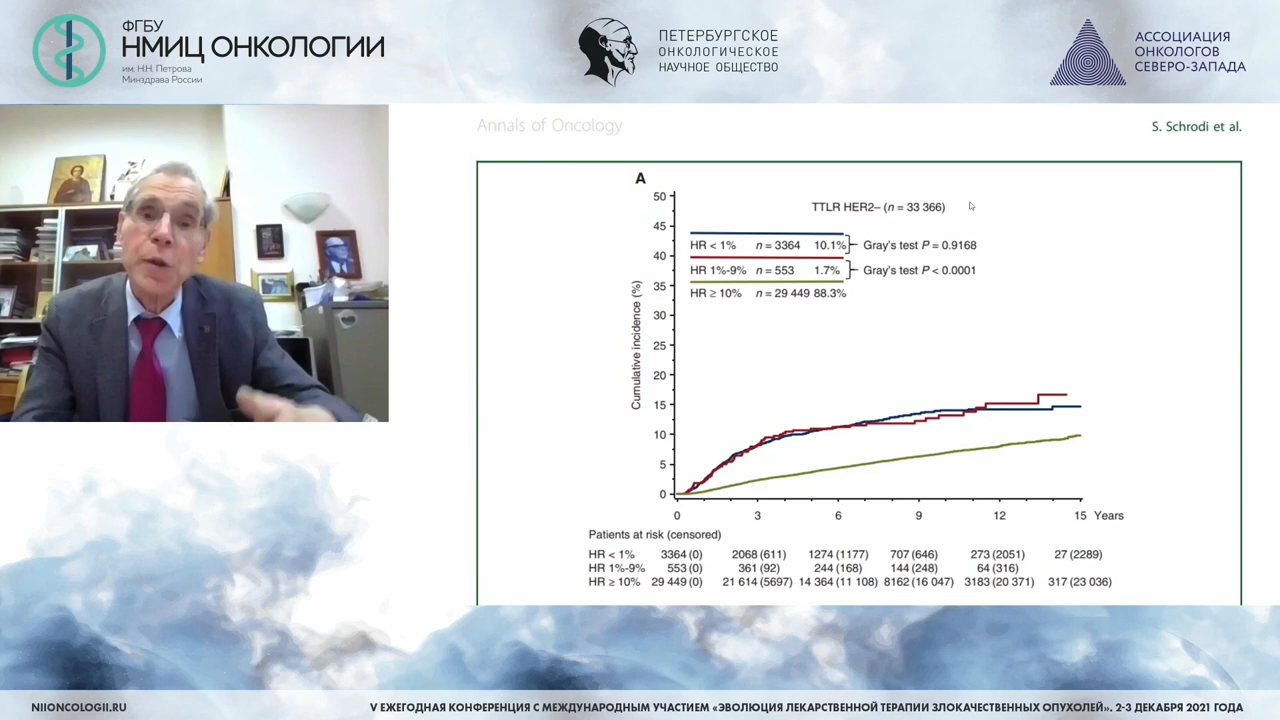 ФГБУ
НМИЦ ОНКОЛОГИИ
им. Н.Н. Петрова
Минздрава России
ПЕТЕРБУРГСКОЕ
ОНКОЛОГИЧЕСКОЕ
НАУЧНОЕ ОБЩЕСТВО
АССОЦИАЦИЯ
ОНКОЛОГОВ
СЕВЕРО-ЗАПАДА
Annals of Oncology
S. Schrodi et al.
A
TTLR HER2– (n = 33 366)
HR < 1% n = 3364 10.1% Gray's test P = 0.9168
HR 1%-9% n = 553 1.7% Gray's test P < 0.0001
HR ≥ 10% n = 29 449 88.3%
Cumulative incidence (%)
50
45
40
35
30
25
20
15
10
5
0
0 3 6 9 12 15 Years
Patients at risk (censored)
HR < 1% 3364 (0) 2068 (611) 1274 (1177) 707 (646) 273 (2051) 27 (2289)
HR 1%-9% 553 (0) 361 (92) 244 (168) 144 (248) 64 (316)
HR ≥ 10% 29 449 (0) 21 614 (5697) 14 364 (11 108) 8162 (16 047) 3183 (20 371) 317 (23 036)
NIIONCOLOGII.RU
V ЕЖЕГОДНАЯ КОНФЕРЕНЦИЯ С МЕЖДУНАРОДНЫМ УЧАСТИЕМ «ЭВОЛЮЦИЯ ЛЕКАРСТВЕННОЙ ТЕРАПИИ ЗЛОКАЧЕСТВЕННЫХ ОПУХОЛЕЙ». 2-3 ДЕКАБРЯ 2021 ГОДА